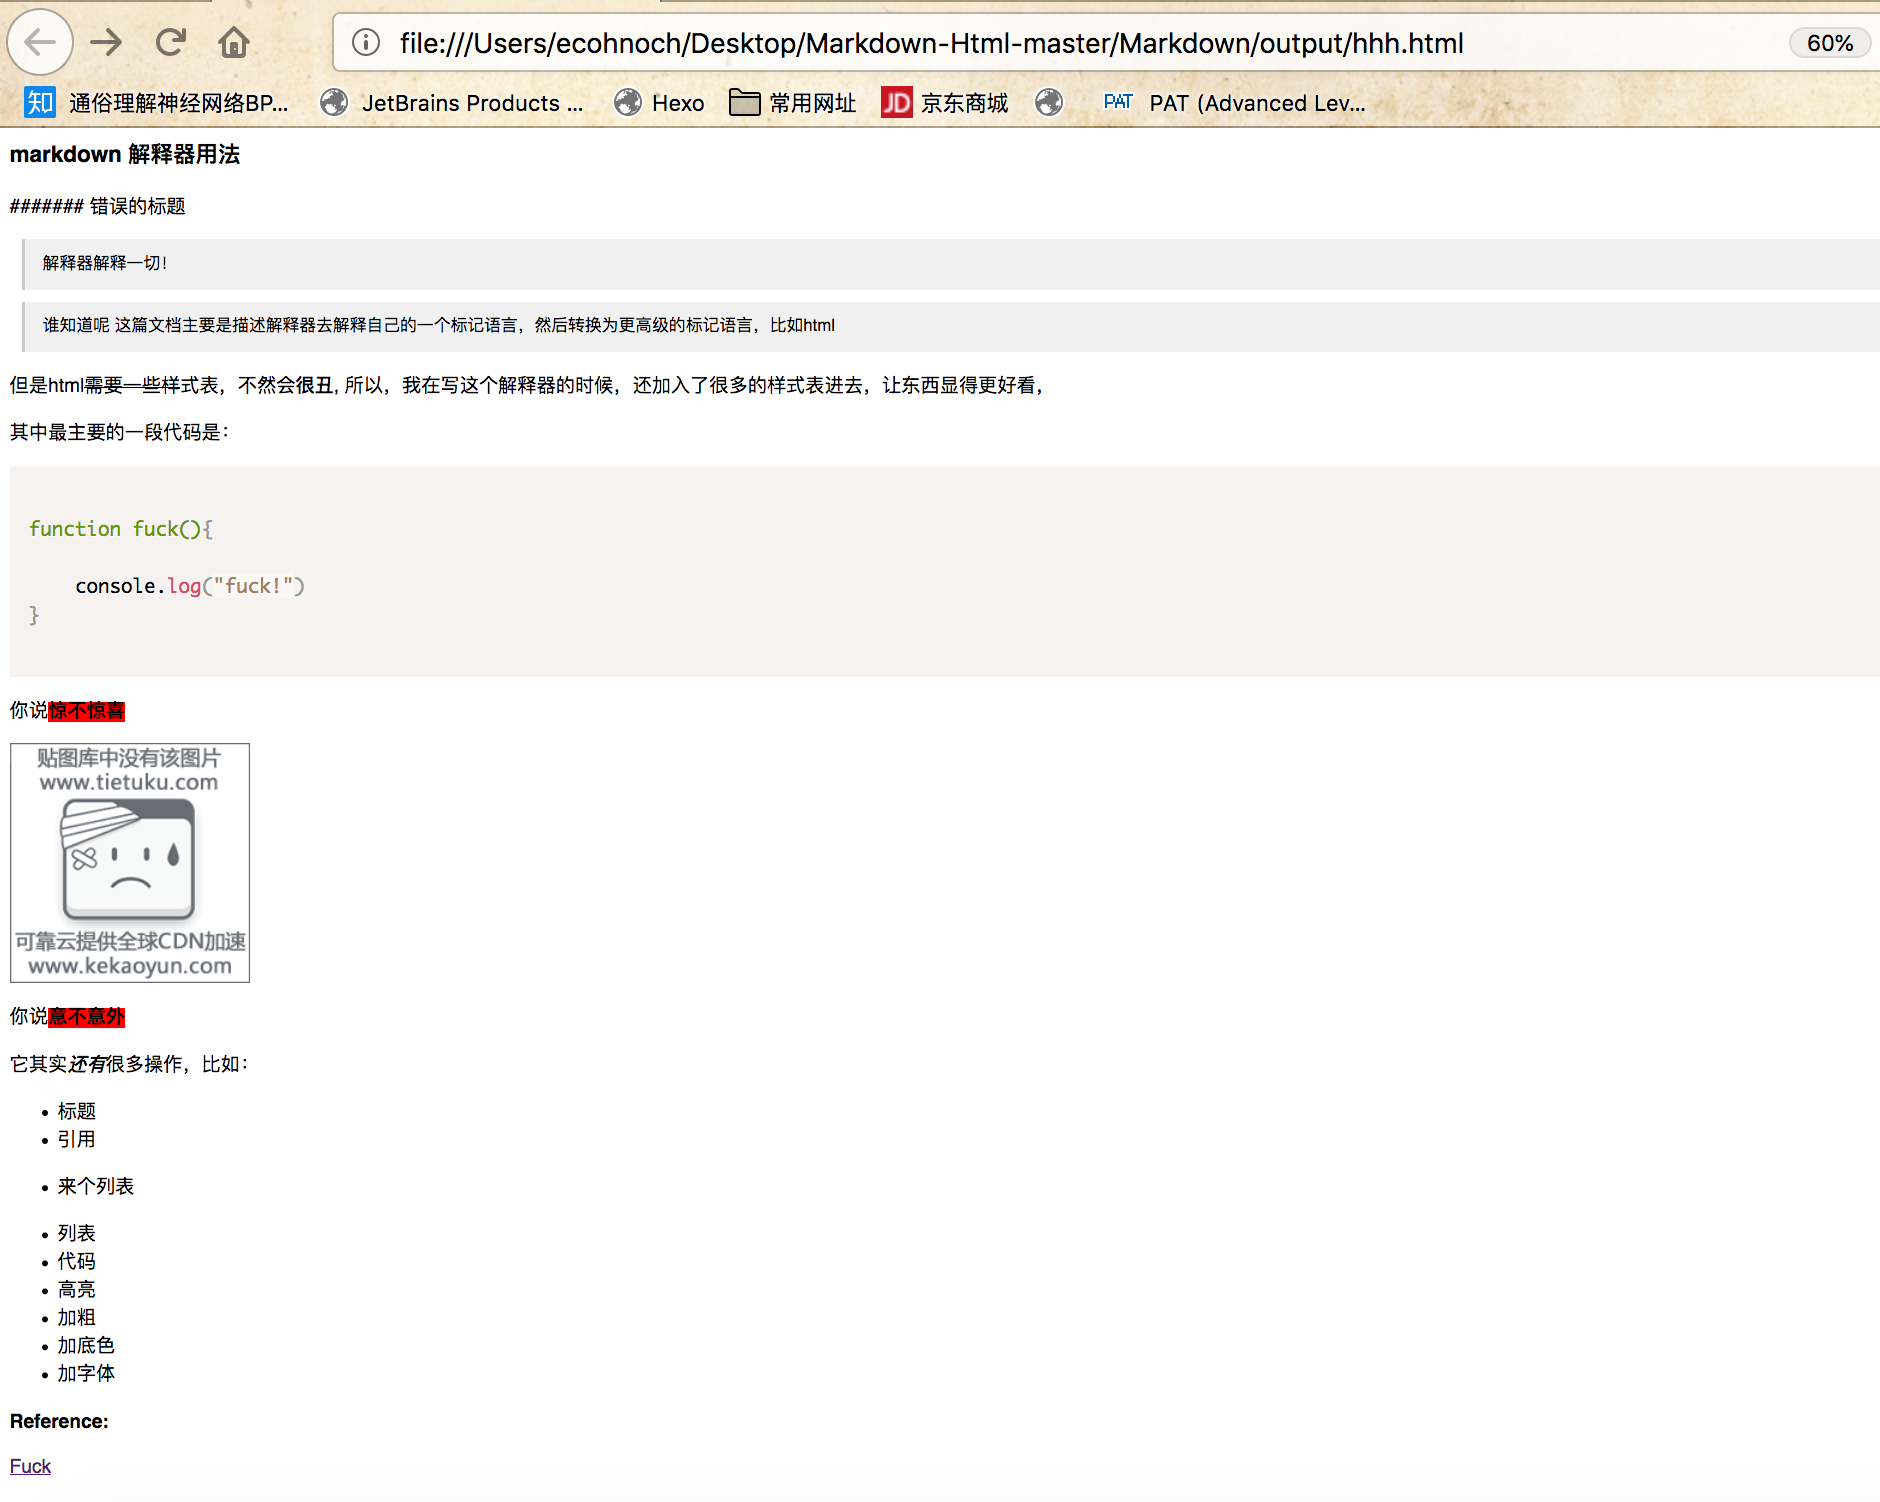 file:///Users/ecohnoch/Desktop/Markdown-Html-master/Markdown/output/hhh.html
60%
知 通俗理解神经网络BP... JetBrains Products ... Hexo 常用网址 JD 京东商城 PAT PAT (Advanced Lev...
markdown 解释器用法
####### 错误的标题
解释器解释一切！
谁知道呢 这篇文档主要是描述解释器去解释自己的一个标记语言，然后转换为更高级的标记语言，比如html
但是html需要一些样式表，不然会很丑, 所以，我在写这个解释器的时候，还加入了很多的样式表进去，让东西显得更好看，
其中最主要的一段代码是：
function fuck(){
console.log("fuck!")
}
你说惊不惊喜
贴图库中没有该图片
www.tietuku.com
可靠云提供全球CDN加速
www.kekaoyun.com
你说意不意外
它其实还有很多操作，比如：
• 标题
• 引用
• 来个列表
• 列表
• 代码
• 高亮
• 加粗
• 加底色
• 加字体
Reference:
Fuck